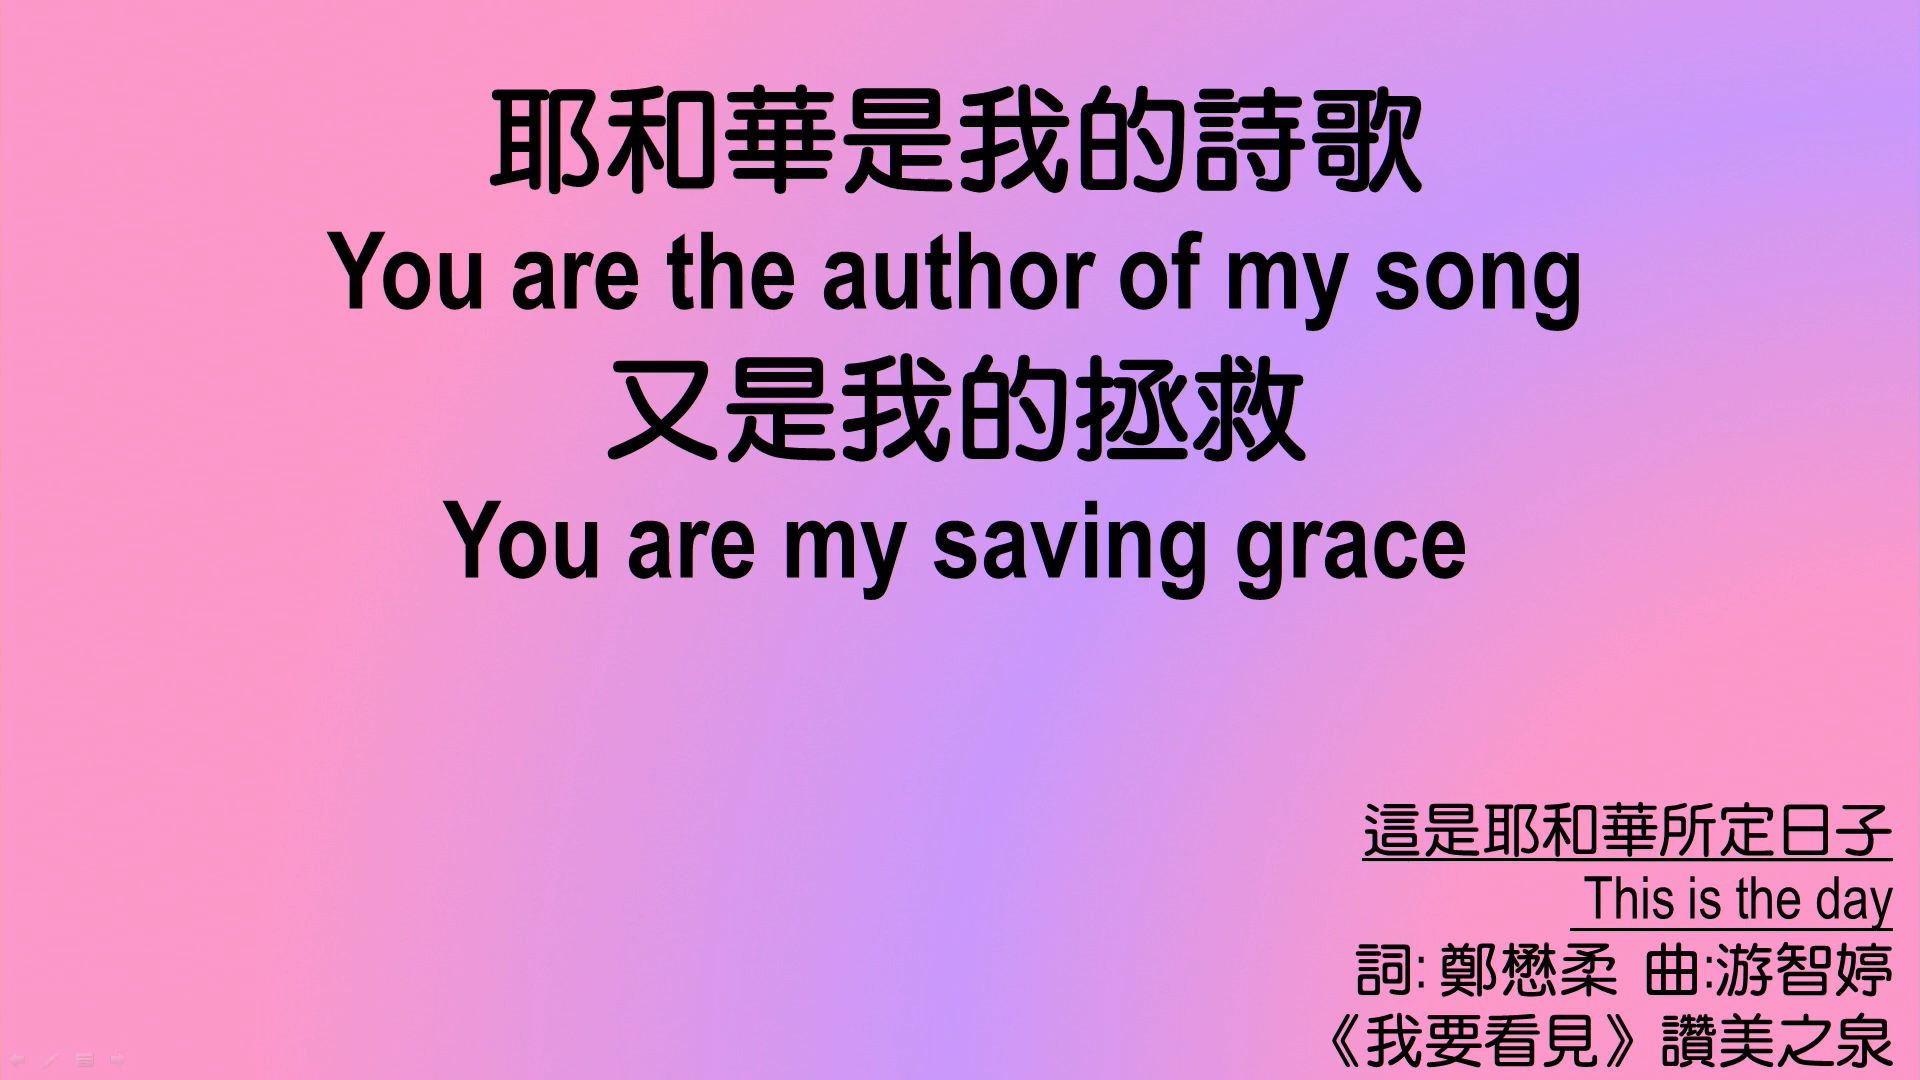 耶和華是我的詩歌
You are the author of my song
又是我的拯救
You are my saving grace
這是耶和華所定日子
This is the day
詞: 鄭懋柔 曲:游智婷
《我要看見》讚美之泉